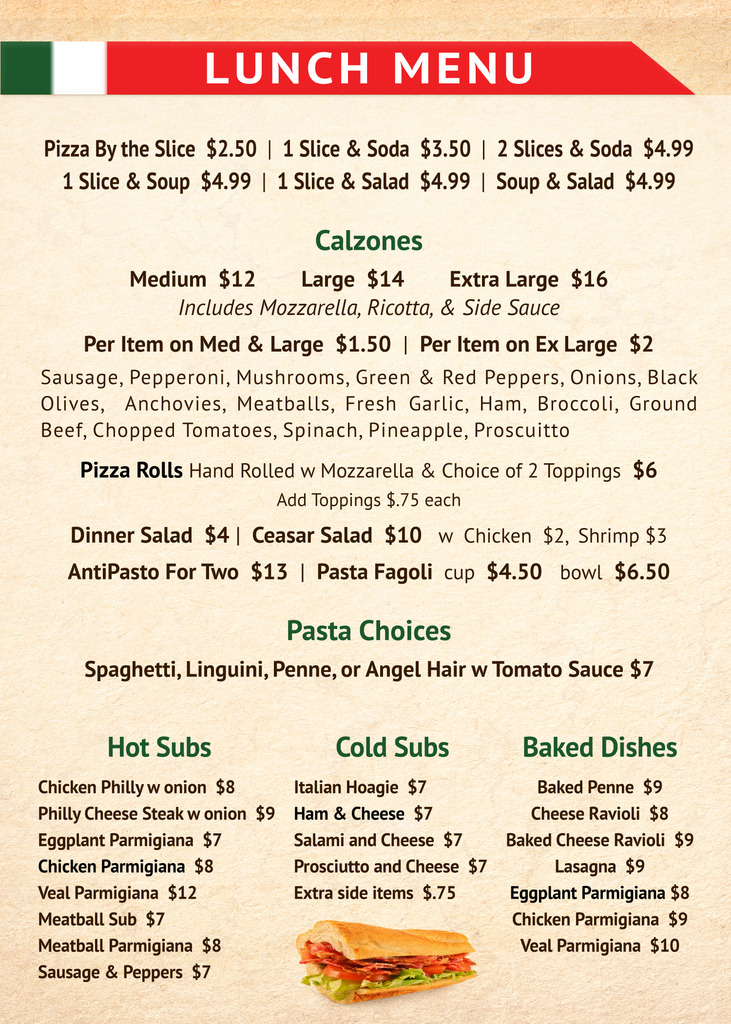 LUNCH MENU
Pizza By the Slice $2.50 | 1 Slice & Soda $3.50 | 2 Slices & Soda $4.99
1 Slice & Soup $4.99 | 1 Slice & Salad $4.99 | Soup & Salad $4.99
Calzones
Medium $12 Large $14 Extra Large $16
Includes Mozzarella, Ricotta, & Side Sauce
Per Item on Med & Large $1.50 | Per Item on Ex Large $2
Sausage, Pepperoni, Mushrooms, Green & Red Peppers, Onions, Black
Olives, Anchovies, Meatballs, Fresh Garlic, Ham, Broccoli, Ground
Beef, Chopped Tomatoes, Spinach, Pineapple, Proscuitto
Pizza Rolls Hand Rolled w Mozzarella & Choice of 2 Toppings $6
Add Toppings $.75 each
Dinner Salad $4 | Ceasar Salad $10 w Chicken $2, Shrimp $3
AntiPasto For Two $13 | Pasta Fagoli cup $4.50 bowl $6.50
Pasta Choices
Spaghetti, Linguini, Penne, or Angel Hair w Tomato Sauce $7
Hot Subs
Chicken Philly w onion $8
Philly Cheese Steak w onion $9
Eggplant Parmigiana $7
Chicken Parmigiana $8
Veal Parmigiana $12
Meatball Sub $7
Meatball Parmigiana $8
Sausage & Peppers $7
Cold Subs
Italian Hoagie $7
Ham & Cheese $7
Salami and Cheese $7
Prosciutto and Cheese $7
Extra side items $.75
Baked Dishes
Baked Penne $9
Cheese Ravioli $8
Baked Cheese Ravioli $9
Lasagna $9
Eggplant Parmigiana $8
Chicken Parmigiana $9
Veal Parmigiana $10